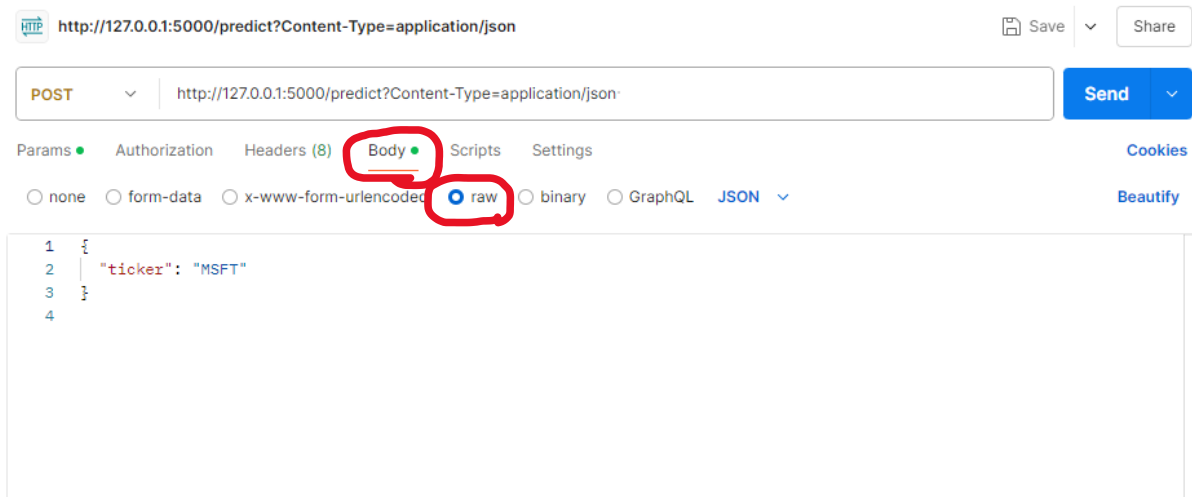 HTTP http://127.0.0.1:5000/predict?Content-Type=application/json Save Share
POST http://127.0.0.1:5000/predict?Content-Type=application/json Send
Params Authorization Headers (8) Body Scripts Settings Cookies
none form-data x-www-form-urlencoded raw binary GraphQL JSON Beautify
1 {
2 "ticker": "MSFT"
3 }
4